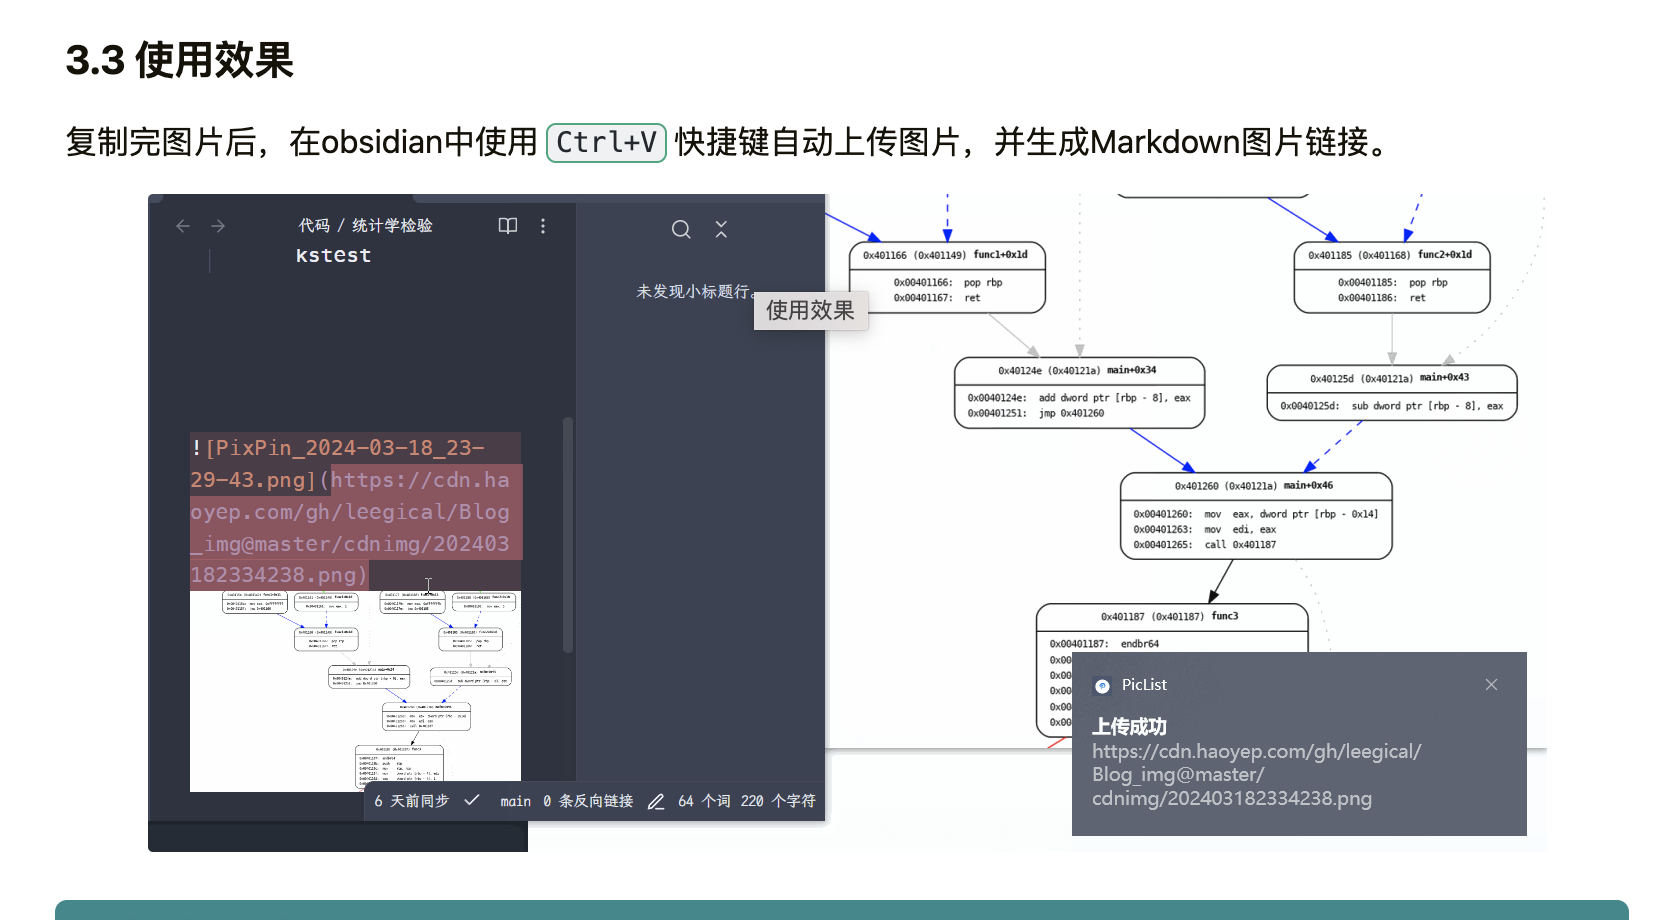 3.3 使用效果
复制完图片后，在obsidian中使用 Ctrl+V 快捷键自动上传图片，并生成Markdown图片链接。
代码 / 统计学检验
kstest
未发现小标题行。
使用效果
![PixPin_2024-03-18_23-
29-43.png](https://cdn.ha
oyep.com/gh/leegical/Blog
_img@master/cdnimg/202403
182334238.png)
6 天前同步
main
0 条反向链接
64 个词
220 个字符
0x401166 (0x401149) func1+0x1d
0x00401166: pop rbp
0x00401167: ret
0x401185 (0x401168) func2+0x1d
0x00401185: pop rbp
0x00401186: ret
0x40124e (0x40121a) main+0x34
0x0040124e: add dword ptr [rbp - 8], eax
0x00401251: jmp 0x401260
0x40125d (0x40121a) main+0x43
0x0040125d: sub dword ptr [rbp - 8], eax
0x401260 (0x40121a) main+0x46
0x00401260: mov eax, dword ptr [rbp - 0x14]
0x00401263: mov edi, eax
0x00401265: call 0x401187
0x401187 (0x401187) func3
0x00401187: endbr64
0x00
0x00
0x00
0x00
0x00
PicList
上传成功
https://cdn.haoyep.com/gh/leegical/
Blog_img@master/
cdnimg/202403182334238.png